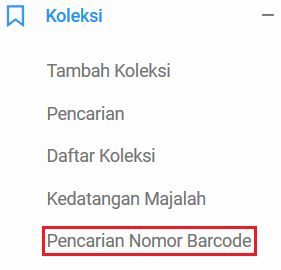 Koleksi
Tambah Koleksi
Pencarian
Daftar Koleksi
Kedatangan Majalah
Pencarian Nomor Barcode